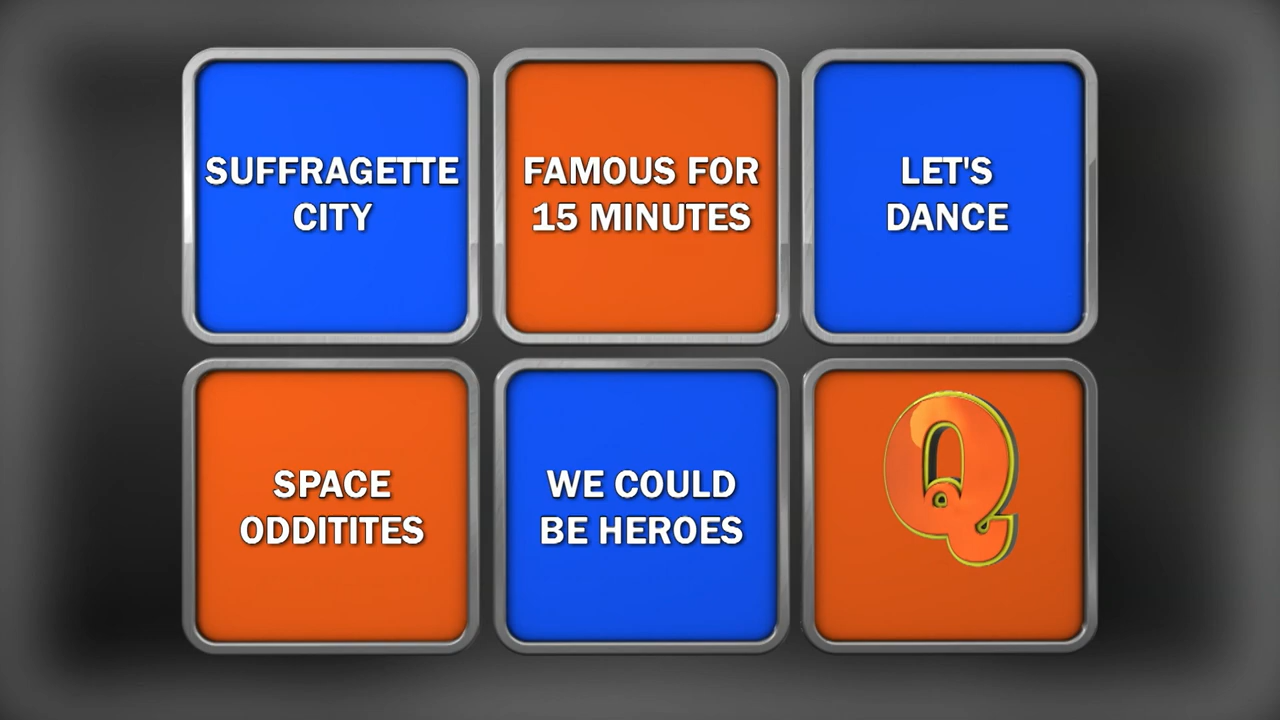 SUFFRAGETTE
CITY
FAMOUS FOR
15 MINUTES
LET'S
DANCE
SPACE
ODDITITES
WE COULD
BE HEROES
Q